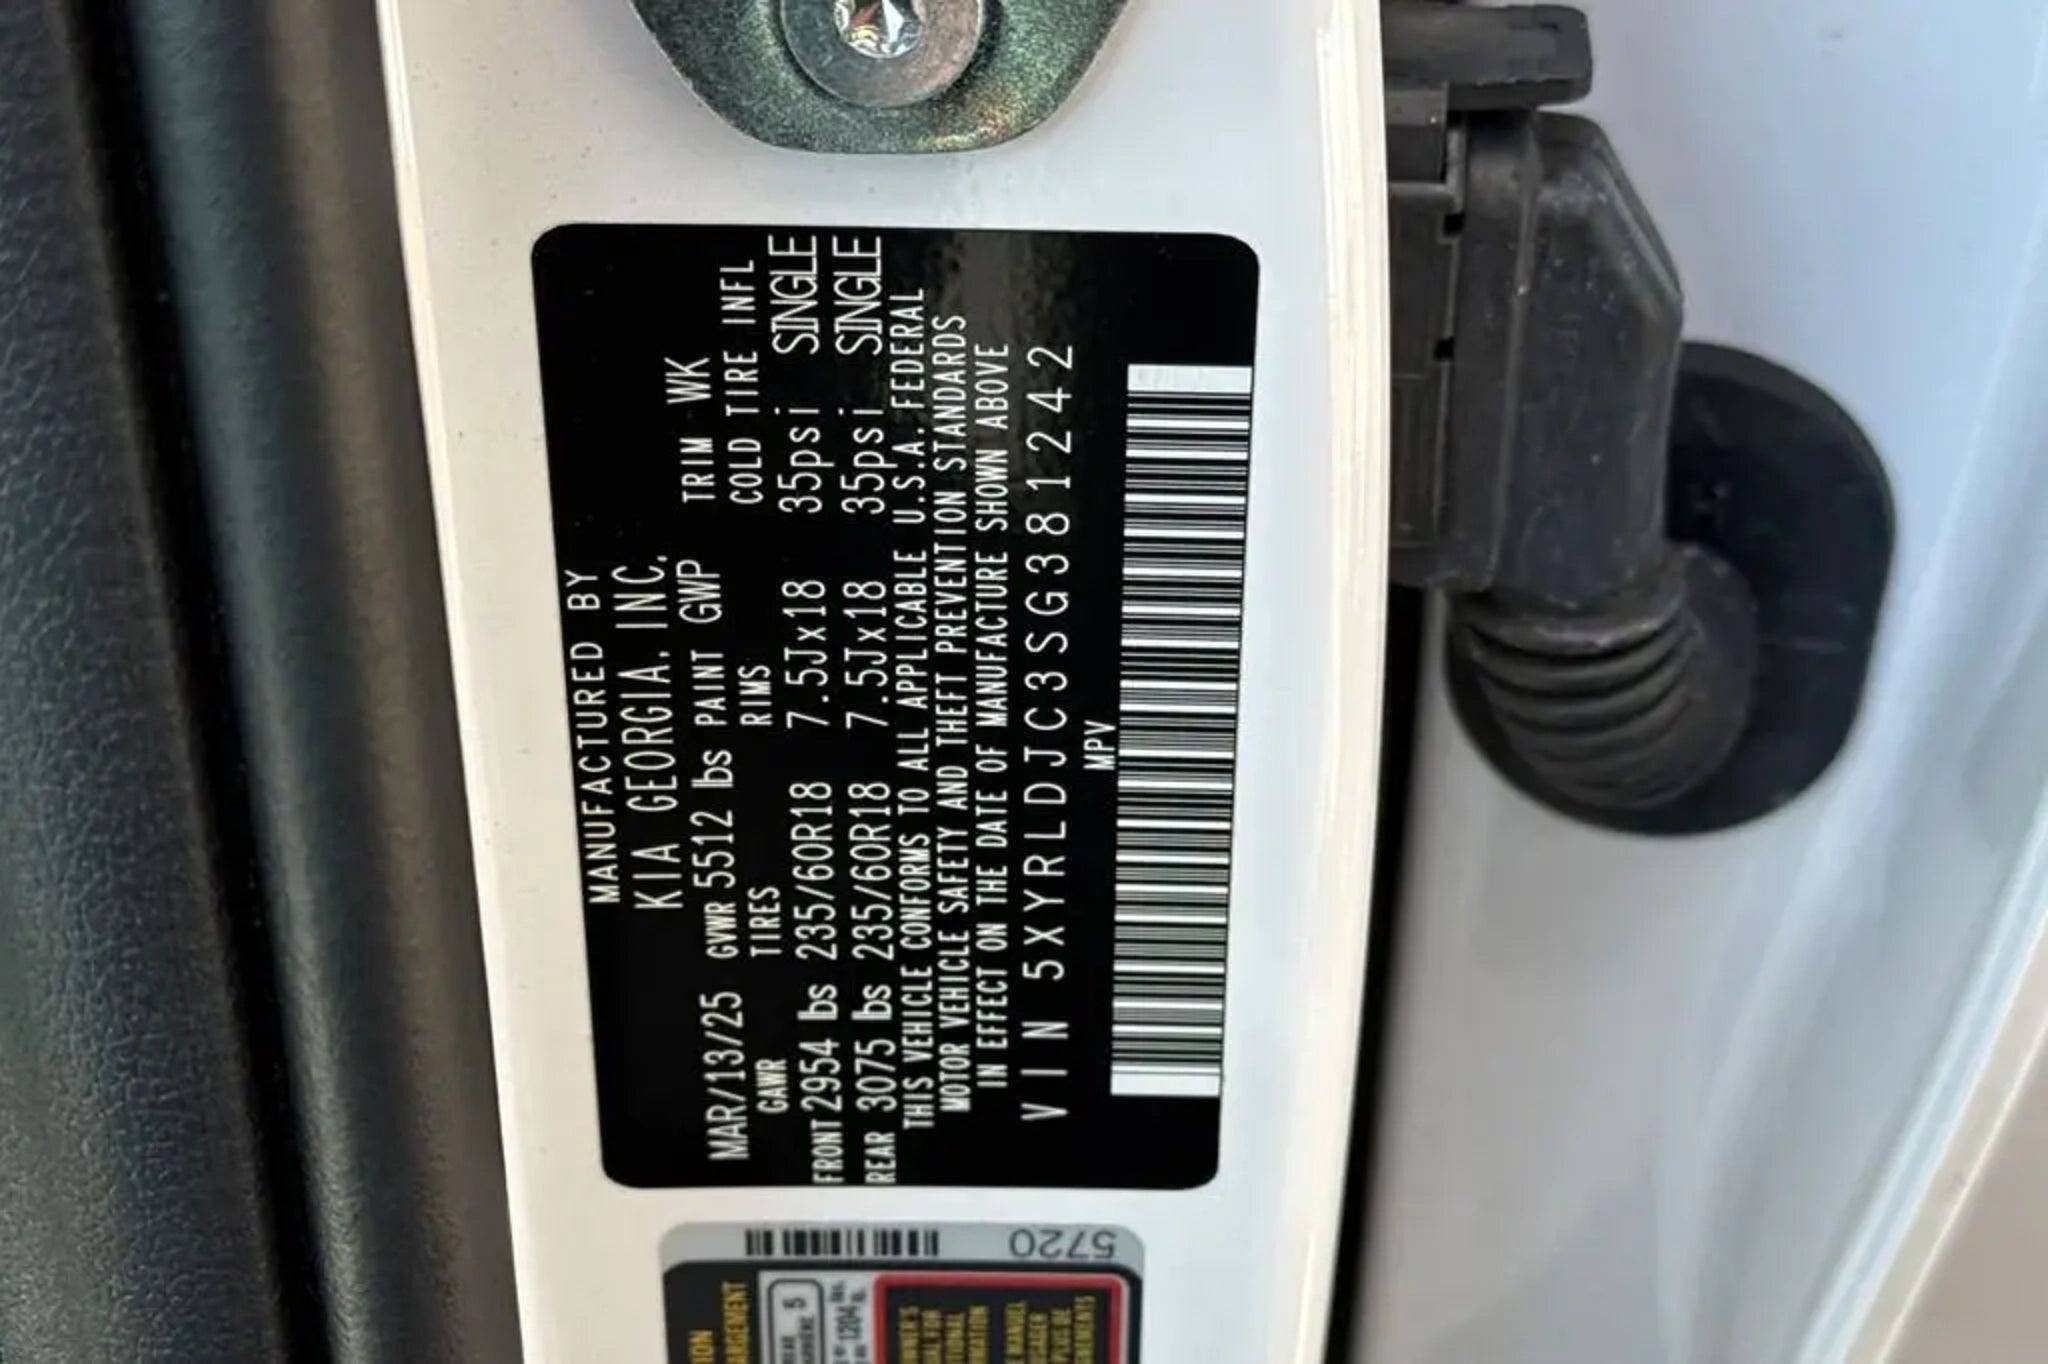 MANUFACTURED BY
KIA GEORGIA, INC.
MAR/13/25 GVWR 5512 lbs PAINT GWP TRIM WK
GAWR TIRES RIMS COLD TIRE INFL
FRONT 2954 lbs 235/60R18 7.5Jx18 35psi SINGLE
REAR 3075 lbs 235/60R18 7.5Jx18 35psi SINGLE
THIS VEHICLE CONFORMS TO ALL APPLICABLE U.S.A. FEDERAL
MOTOR VEHICLE SAFETY AND THEFT PREVENTION STANDARDS
IN EFFECT ON THE DATE OF MANUFACTURE SHOWN ABOVE
VIN 5XYRLDJC3SG381242
MPV
5720
5